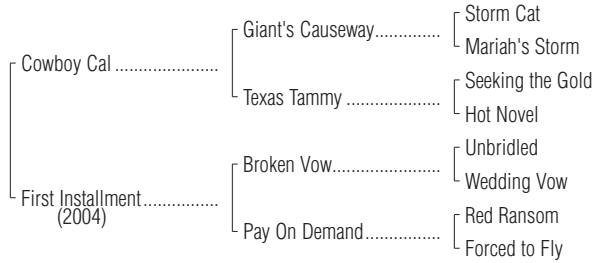 Storm Cat
Giant's Causeway..............
Mariah's Storm
Cowboy Cal ......................
Seeking the Gold
Texas Tammy ....................
Hot Novel
Unbridled
Broken Vow.......................
Wedding Vow
First Installment................
(2004)
Red Ransom
Pay On Demand................
Forced to Fly